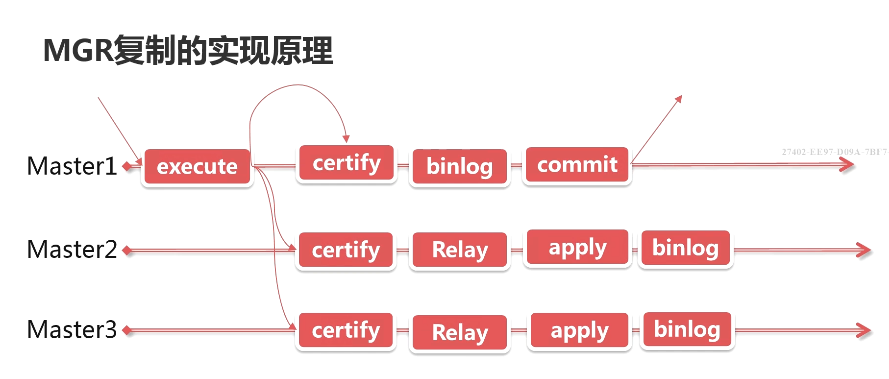 MGR复制的实现原理
Master1 execute certify binlog commit
27402-EE97-D09A-7BF7
Master2 certify Relay apply binlog
Master3 certify Relay apply binlog